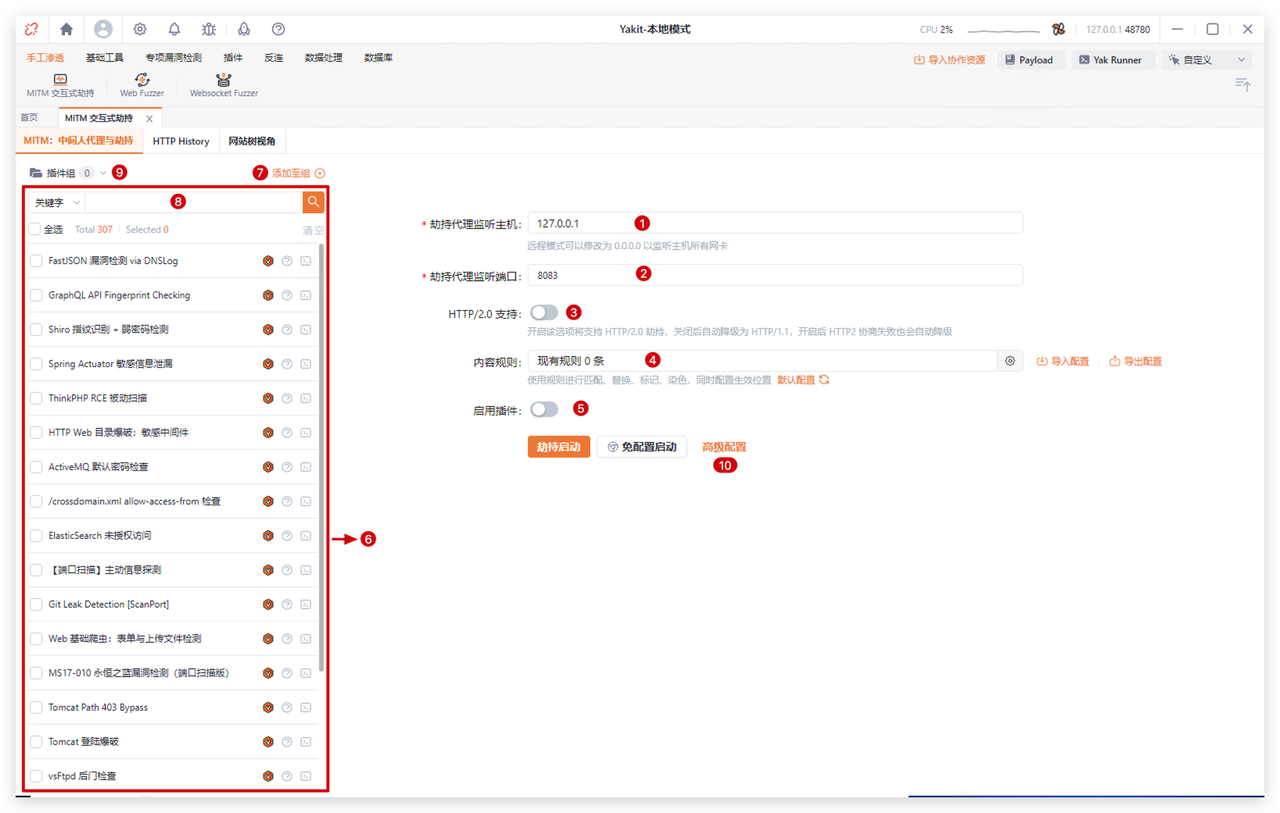 Yakit-本地模式
CPU 2%
127.0.0.1 48780
手工渗透 基础工具 专项漏洞检测 插件 反连 数据处理 数据库
导入协作资源 Payload Yak Runner 自定义
MITM 交互式劫持 Web Fuzzer Websocket Fuzzer
首页 MITM 交互式劫持
MITM：中间人代理与劫持 HTTP History 网站树视角
插件组 0 9 7 添加至组
关键字 8
全选 Total 307 Selected 0 清空
FastJSON 漏洞检测 via DNSLog
GraphQL API Fingerprint Checking
Shiro 指纹识别 + 弱密码检测
Spring Actuator 敏感信息泄漏
ThinkPHP RCE 被动扫描
HTTP Web 目录爆破：敏感中间件
ActiveMQ 默认密码检查
/crossdomain.xml allow-access-from 检查
ElasticSearch 未授权访问
【端口扫描】主动信息探测
Git Leak Detection [ScanPort]
Web 基础爬虫：表单与上传文件检测
MS17-010 永恒之蓝漏洞检测（端口扫描版）
Tomcat Path 403 Bypass
Tomcat 登陆爆破
vsFtpd 后门检查
6
* 劫持代理监听主机: 127.0.0.1 1
远程模式可以修改为 0.0.0.0 以监听主机所有网卡
* 劫持代理监听端口: 8083 2
HTTP/2.0 支持: 3
开启该选项将支持 HTTP/2.0 劫持，关闭后自动降级为 HTTP/1.1，开启后 HTTP2 协商失败也会自动降级
内容规则: 现有规则 0 条 4 导入配置 导出配置
使用规则进行匹配、替换、标记、染色，同时配置生效位置 默认配置
启用插件: 5
劫持启动 免配置启动 高级配置
10